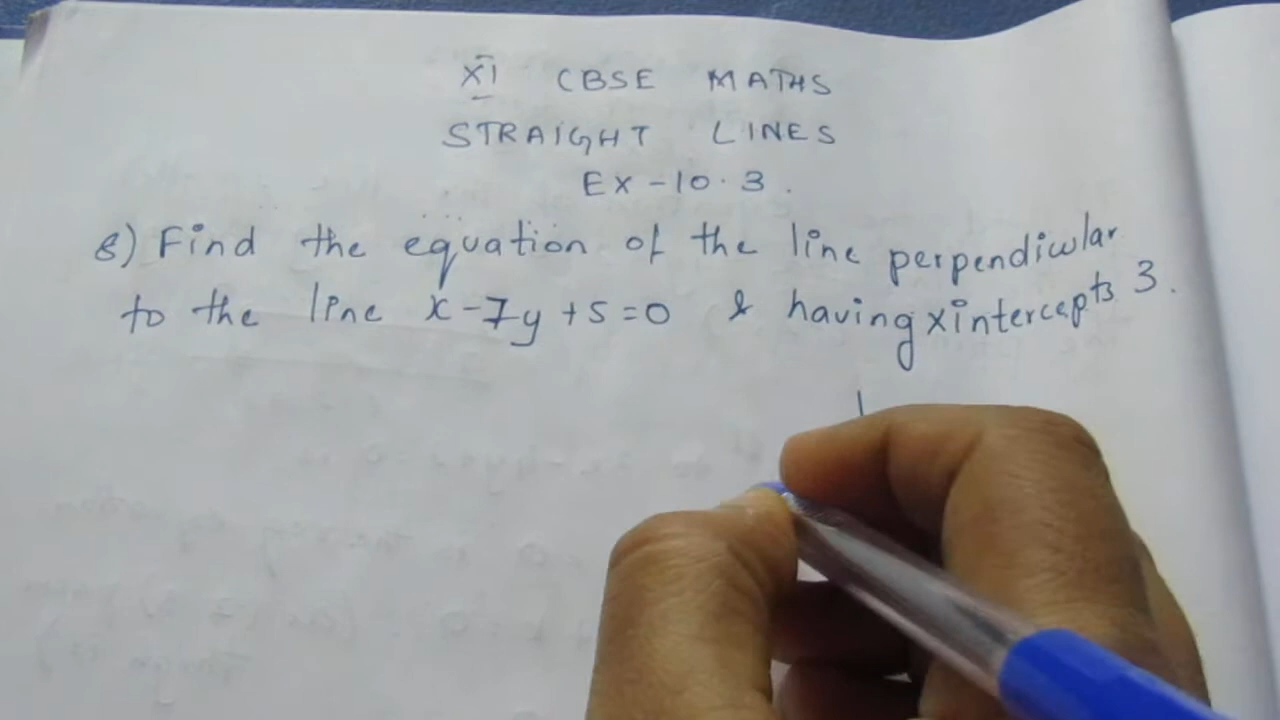 XI CBSE MATHS
STRAIGHT LINES
EX-10.3.
8) Find the equation of the line perpendicular
to the line x-7y+5=0 & having x intercepts 3.